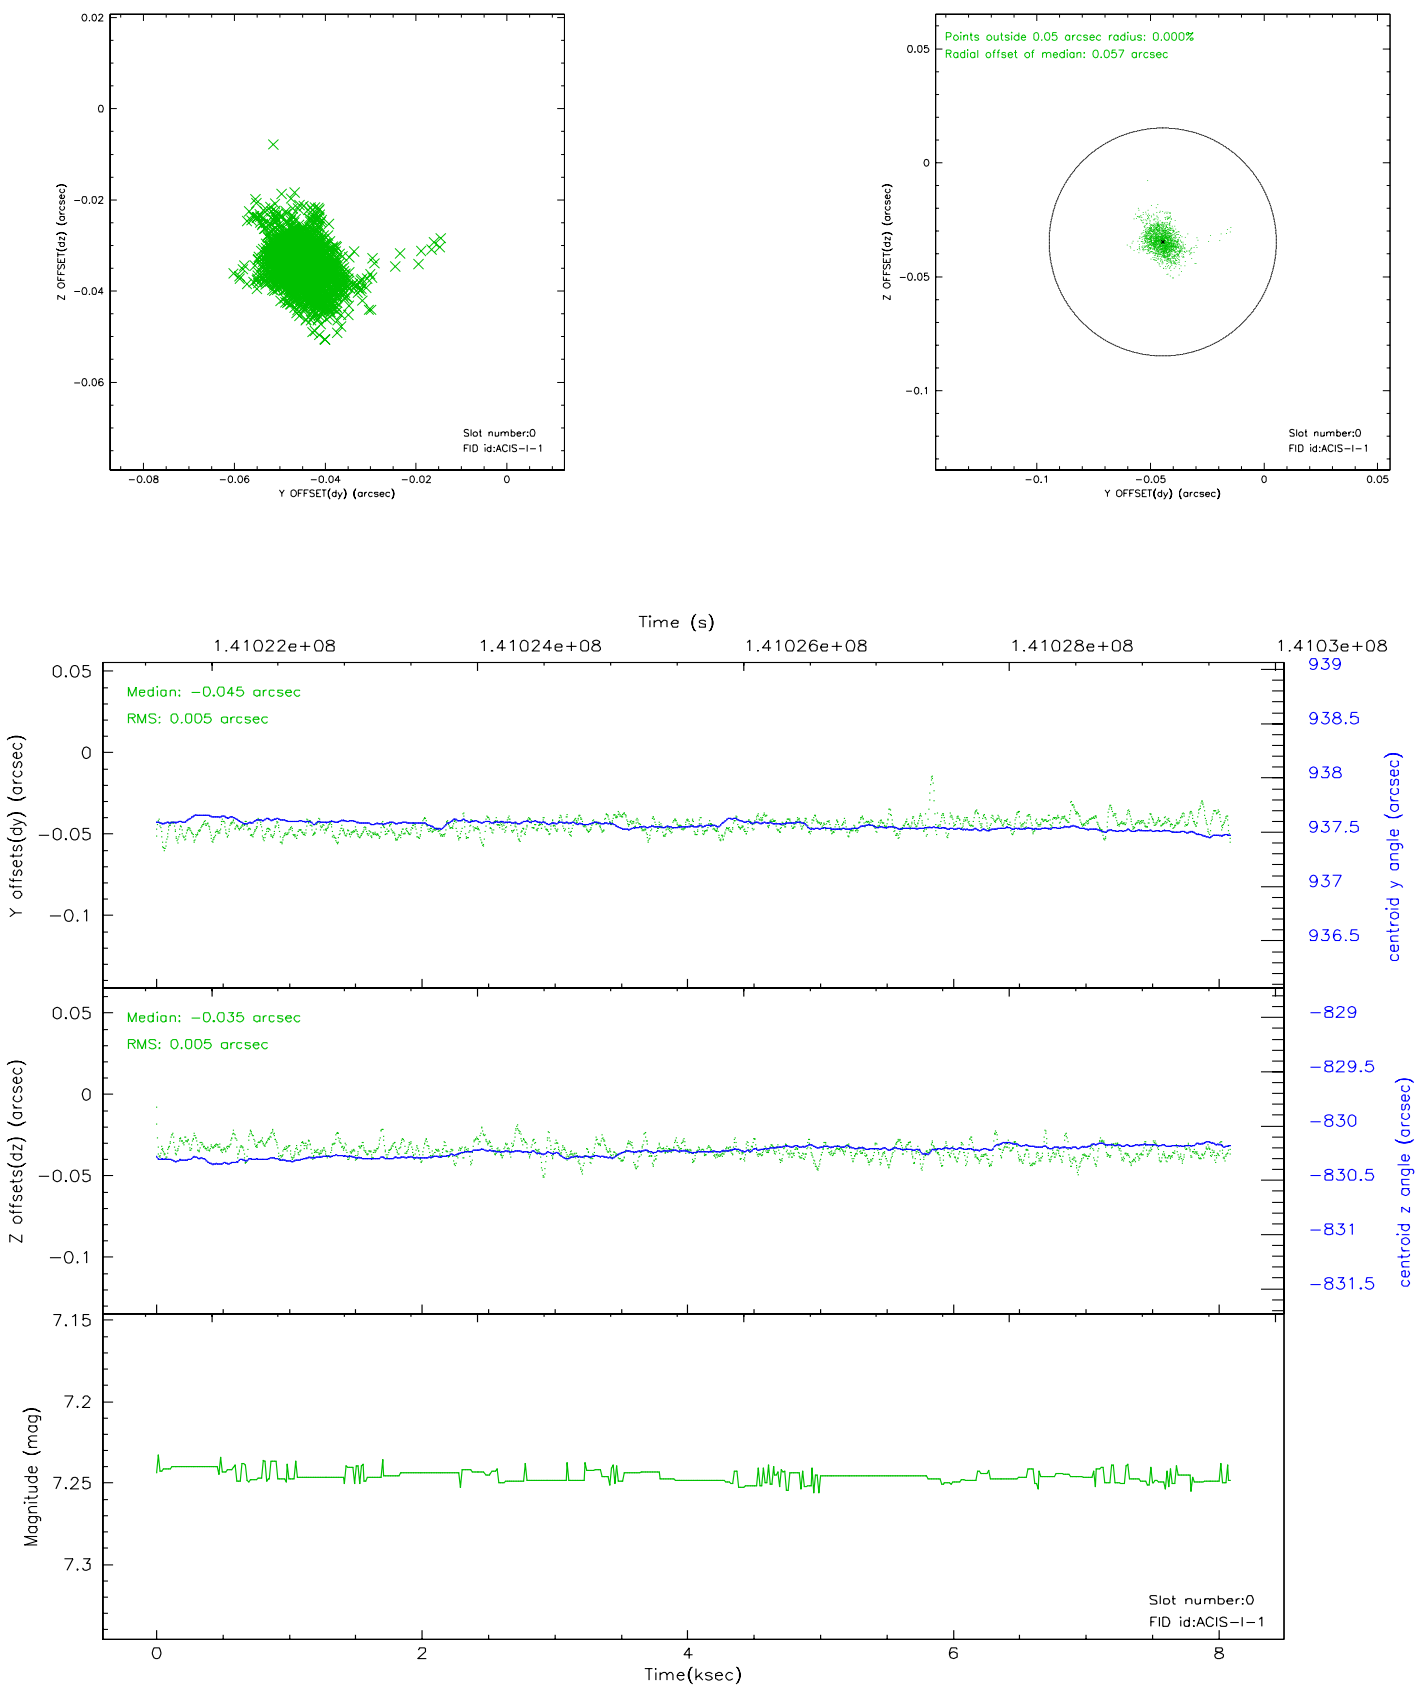 0.02
0
−0.02
−0.04
−0.06
Z OFFSET(dz) (arcsec)
Slot number:0
FID id:ACIS−I−1
−0.08 −0.06 −0.04 −0.02 0
Y OFFSET(dy) (arcsec)
Points outside 0.05 arcsec radius: 0.000%
Radial offset of median: 0.057 arcsec
0.05
0
−0.05
−0.1
Z OFFSET(dz) (arcsec)
Slot number:0
FID id:ACIS−I−1
−0.1 −0.05 0 0.05
Y OFFSET(dy) (arcsec)
Time (s)
1.41022e+08 1.41024e+08 1.41026e+08 1.41028e+08 1.4103e+08
Median: −0.045 arcsec
RMS: 0.005 arcsec
0.05
0
−0.05
−0.1
Y offsets(dy) (arcsec)
939
938.5
938
937.5
937
936.5
centroid y angle (arcsec)
Median: −0.035 arcsec
RMS: 0.005 arcsec
0.05
0
−0.05
−0.1
Z offsets(dz) (arcsec)
−829
−829.5
−830
−830.5
−831
−831.5
centroid z angle (arcsec)
7.15
7.2
7.25
7.3
Magnitude (mag)
Slot number:0
FID id:ACIS−I−1
0 2 4 6 8
Time(ksec)